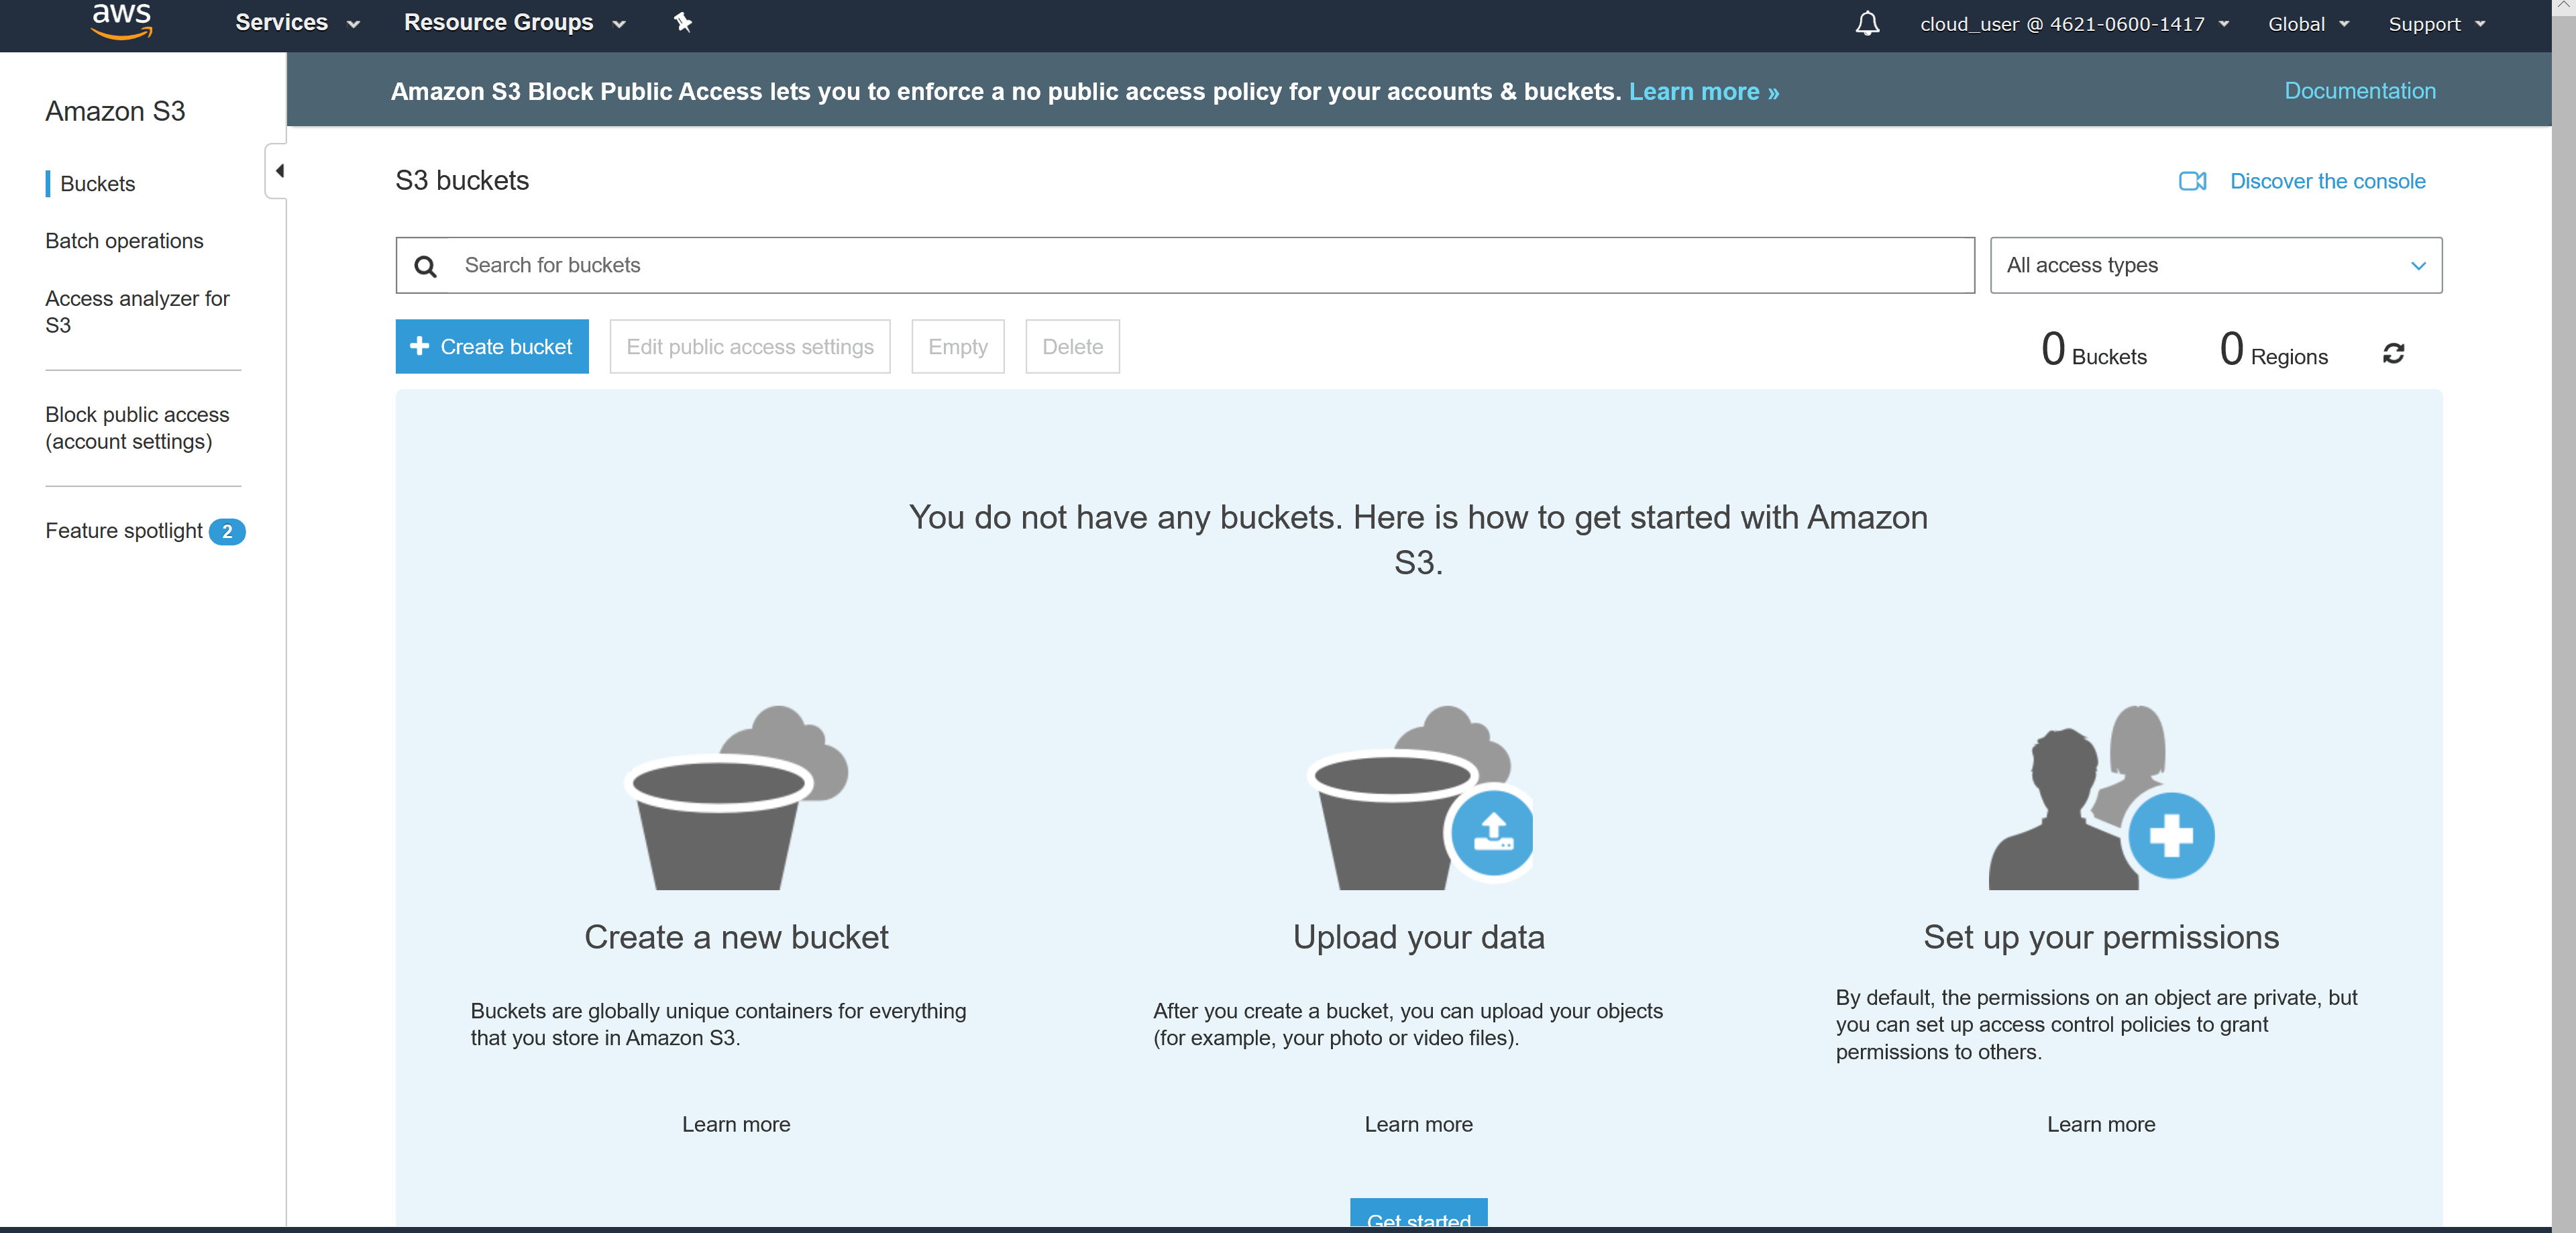 aws
Services
Resource Groups
cloud_user @ 4621-0600-1417
Global
Support
Amazon S3
Buckets
Batch operations
Access analyzer for
S3
Block public access
(account settings)
Feature spotlight 2
Amazon S3 Block Public Access lets you to enforce a no public access policy for your accounts & buckets. Learn more »
Documentation
S3 buckets
Discover the console
Search for buckets
All access types
Create bucket
Edit public access settings
Empty
Delete
0 Buckets
0 Regions
You do not have any buckets. Here is how to get started with Amazon
S3.
Create a new bucket
Buckets are globally unique containers for everything
that you store in Amazon S3.
Learn more
Upload your data
After you create a bucket, you can upload your objects
(for example, your photo or video files).
Learn more
Set up your permissions
By default, the permissions on an object are private, but
you can set up access control policies to grant
permissions to others.
Learn more
Get started